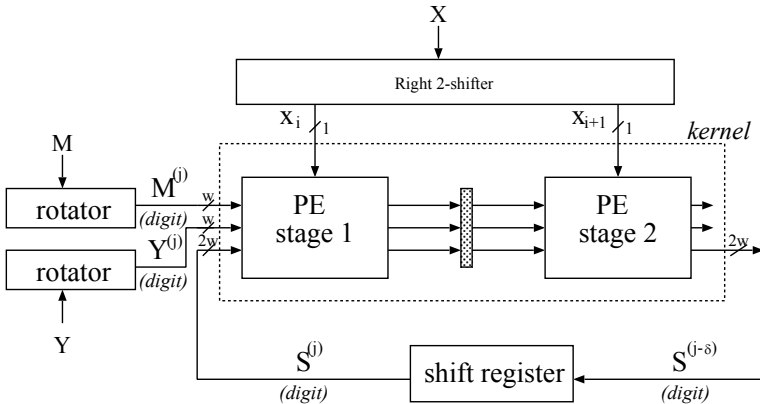 X
Right 2-shifter
x_i 1
x_{i+1} 1
kernel
M
M^{(j)} w
rotator
(digit)
PE
stage 1
PE
stage 2
w
Y^{(j)}
2w
2w
rotator
(digit)
Y
S^{(j)}
(digit)
shift register
S^{(j-δ)}
(digit)